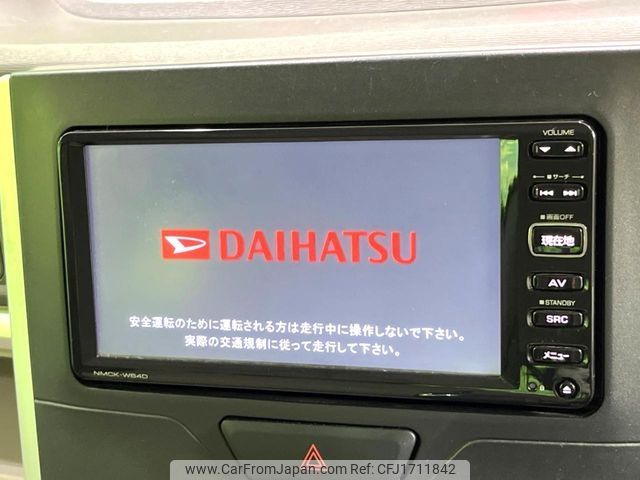 VOLUME
サーチ
画面OFF
現在地
AV
STANDBY
SRC
メニュー
DAIHATSU
安全運転のために運転される方は走行中に操作しないで下さい。
実際の交通規制に従って走行して下さい。
NMCK-W64D
www.CarFromJapan.com | ID:CFJ1711842